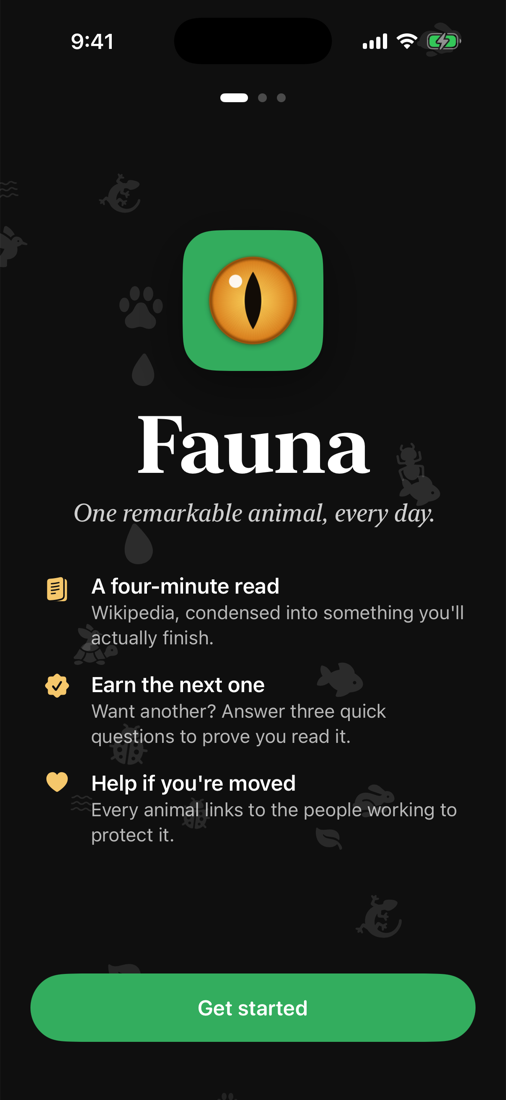 9:41
Fauna
One remarkable animal, every day.
A four-minute read
Wikipedia, condensed into something you'll
actually finish.
Earn the next one
Want another? Answer three quick
questions to prove you read it.
Help if you're moved
Every animal links to the people working to
protect it.
Get started